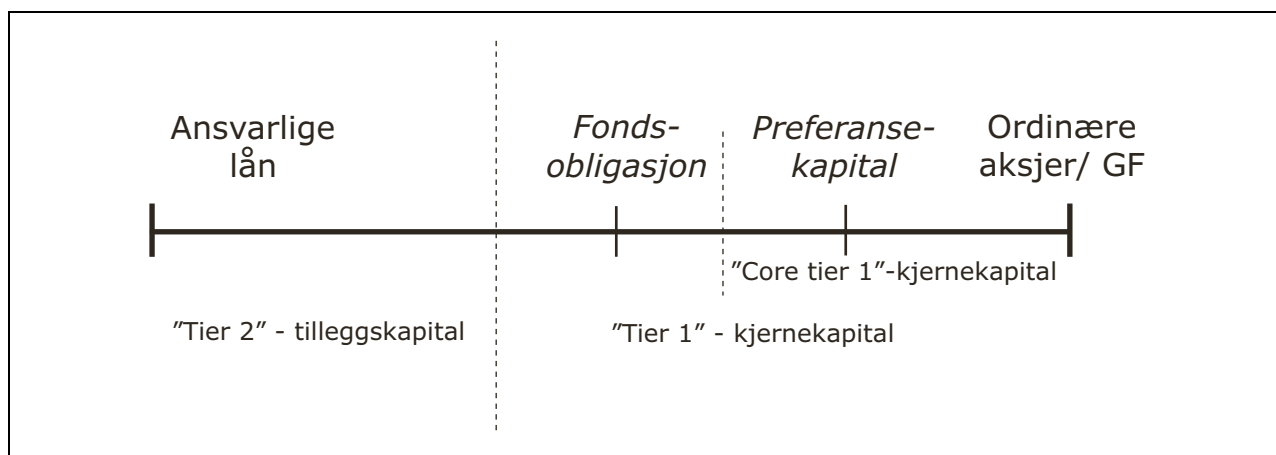 Ansvarlige
lån
Fonds-
obligasjon
Preferanse-
kapital
Ordinære
aksjer/ GF
”Core tier 1”-kjernekapital
”Tier 2” - tilleggskapital
”Tier 1” - kjernekapital